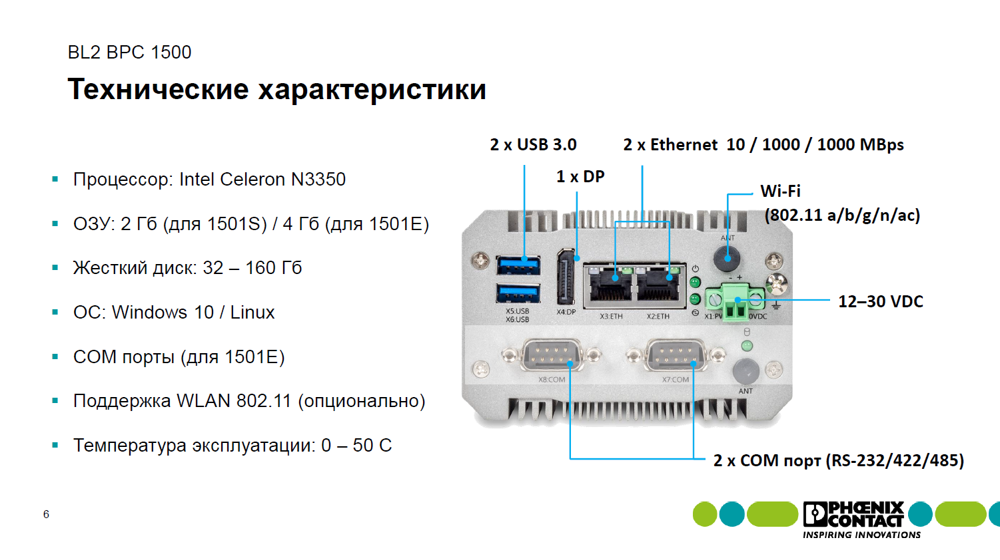 BL2 BPC 1500
Технические характеристики
Процессор: Intel Celeron N3350
ОЗУ: 2 Гб (для 1501S) / 4 Гб (для 1501E)
Жесткий диск: 32 – 160 Гб
ОС: Windows 10 / Linux
COM порты (для 1501E)
Поддержка WLAN 802.11 (опционально)
Температура эксплуатации: 0 – 50 C
2 x USB 3.0
2 x Ethernet 10 / 1000 / 1000 MBps
1 x DP
Wi-Fi
(802.11 a/b/g/n/ac)
ANT
- +
12–30 VDC
X5:USB
X6:USB
X4:DP
X3:ETH
X2:ETH
X1:PW
0VDC
X8:COM
X7:COM
ANT
2 x COM порт (RS-232/422/485)
6
PHŒNIX
CONTACT
INSPIRING INNOVATIONS